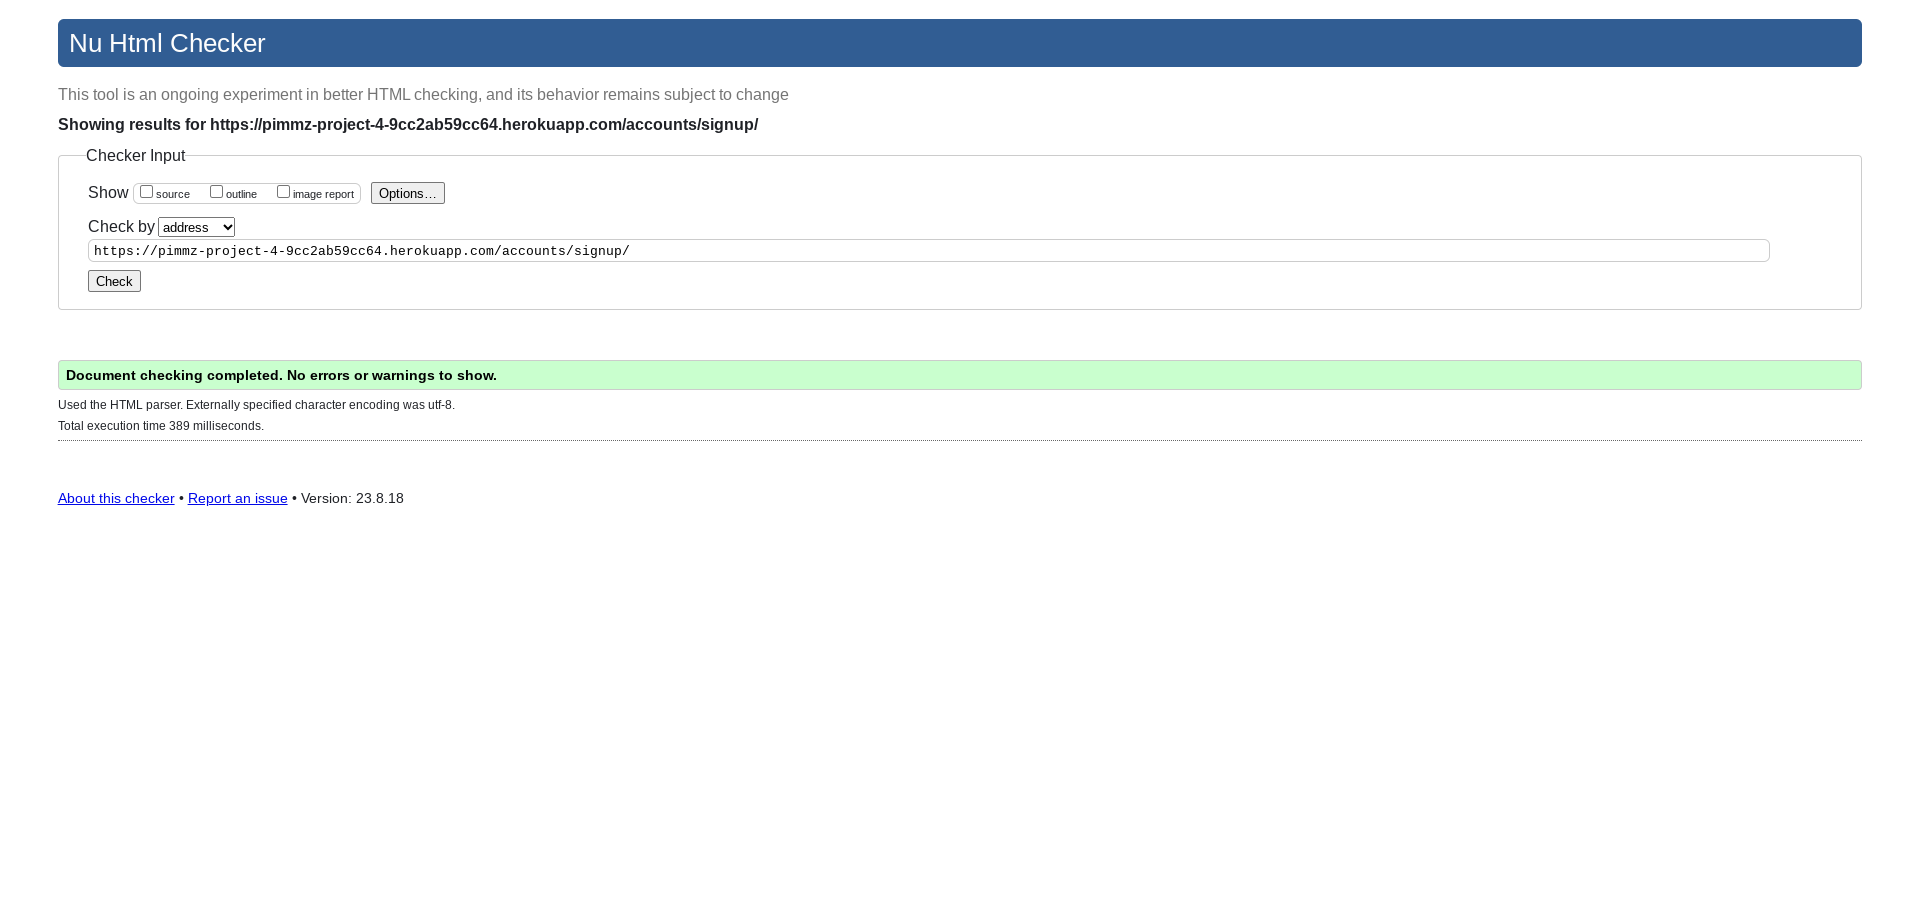 Nu Html Checker
This tool is an ongoing experiment in better HTML checking, and its behavior remains subject to change
Showing results for https://pimmz-project-4-9cc2ab59cc64.herokuapp.com/accounts/signup/
Checker Input
Show source outline image report Options...
Check by address
https://pimmz-project-4-9cc2ab59cc64.herokuapp.com/accounts/signup/
Check
Document checking completed. No errors or warnings to show.
Used the HTML parser. Externally specified character encoding was utf-8.
Total execution time 389 milliseconds.
About this checker • Report an issue • Version: 23.8.18